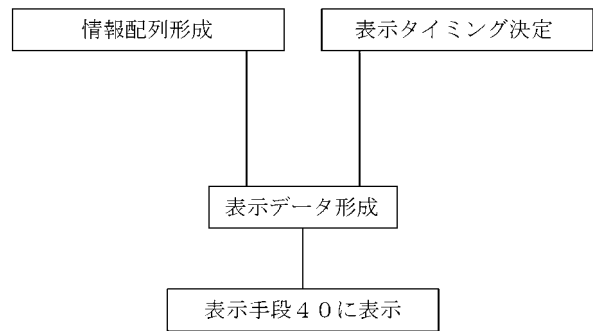 情報配列形成
表示タイミング決定
表示データ形成
表示手段４０に表示